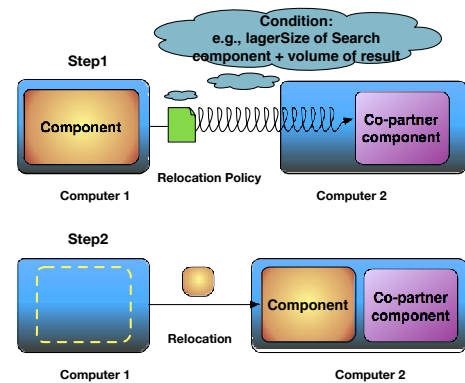 Condition:
e.g., lagerSize of Search
component + volume of result
Step1
Component
Co-partner
component
Relocation Policy
Computer 1
Computer 2
Step2
Component
Co-partner
component
Relocation
Computer 1
Computer 2